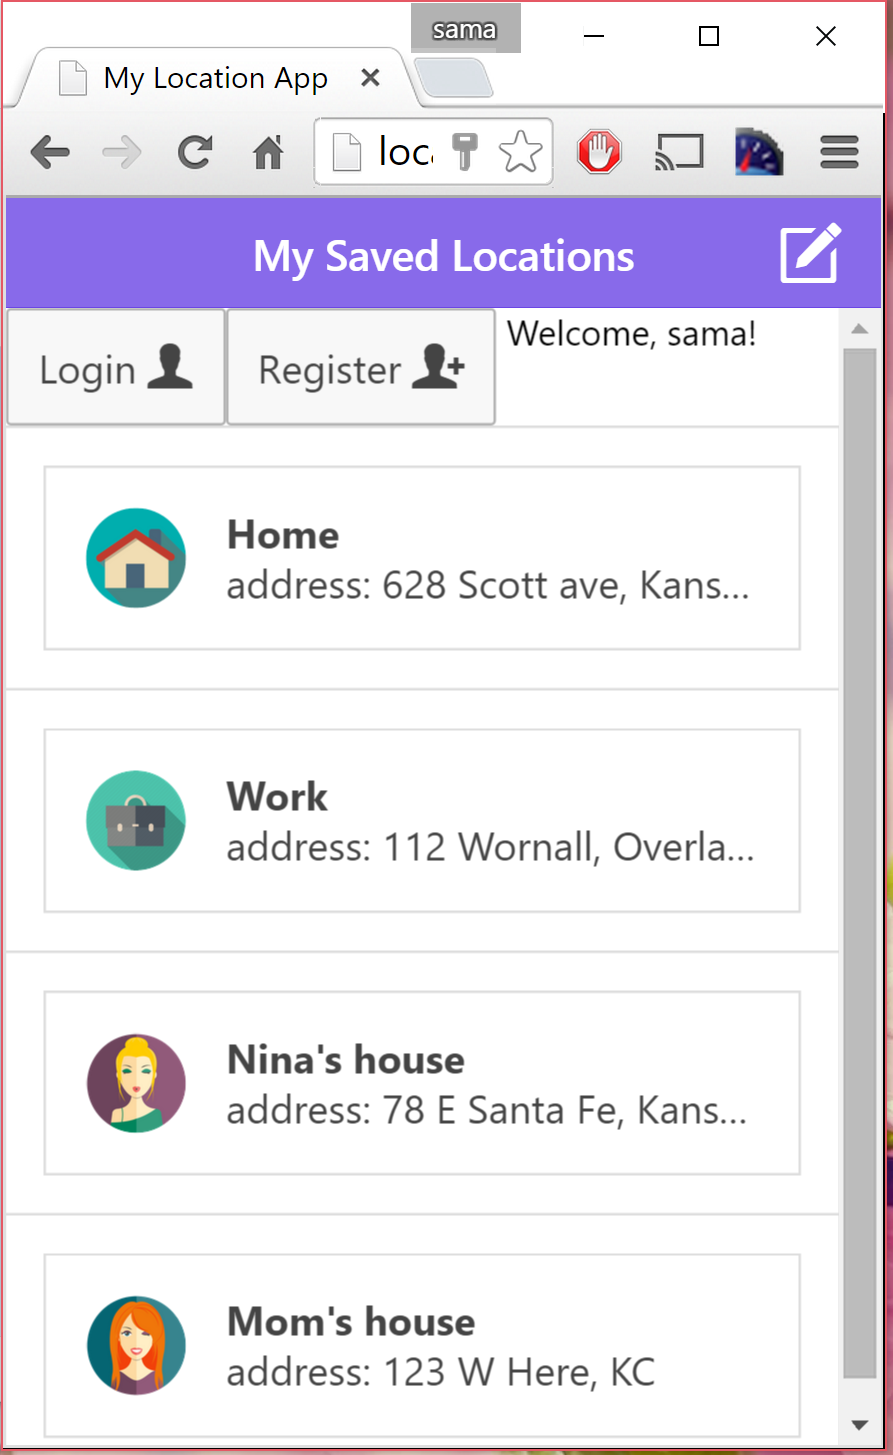 sama
My Location App
loca
My Saved Locations
Login
Register
Welcome, sama!
Home
address: 628 Scott ave, Kans...
Work
address: 112 Wornall, Overla...
Nina's house
address: 78 E Santa Fe, Kans...
Mom's house
address: 123 W Here, KC